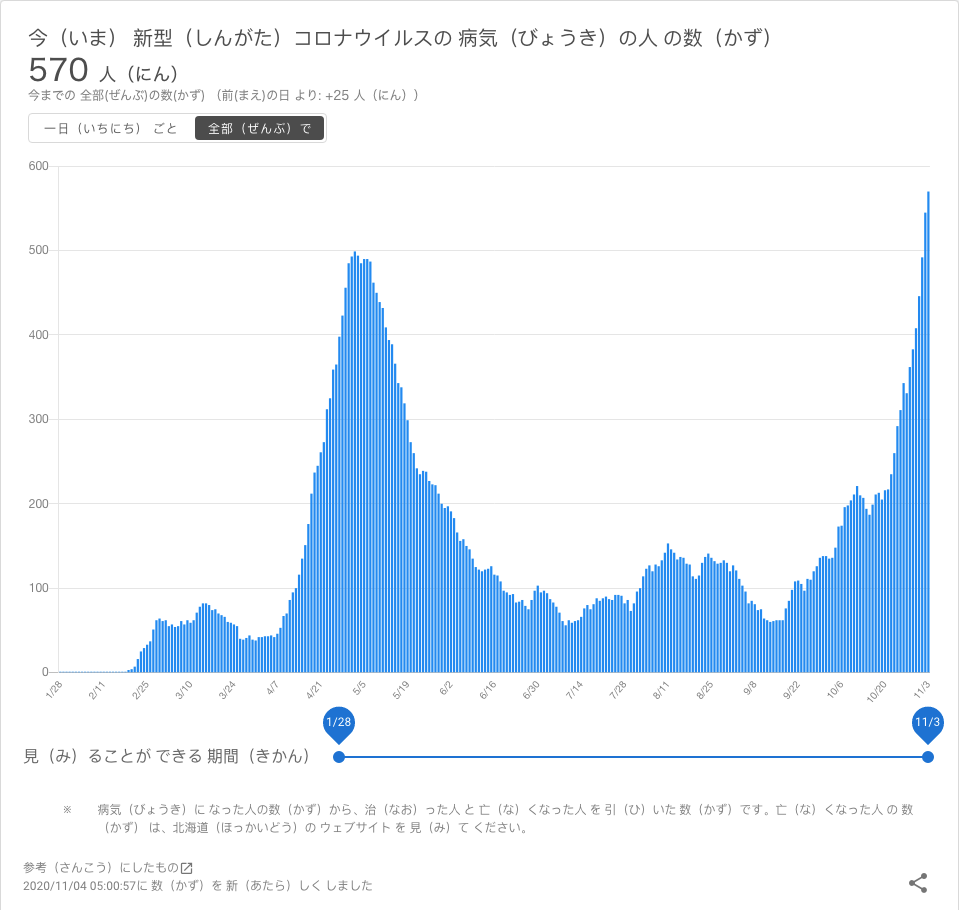 今（いま） 新型（しんがた）コロナウイルスの 病気（びょうき）の人 の数（かず）
570 人（にん）
今までの 全部(ぜんぶ)の数(かず) （前(まえ)の日 より: +25 人（にん））
一日（いちにち） ごと 全部（ぜんぶ）で
600
500
400
300
200
100
0
1/28 2/11 2/25 3/10 3/24 4/7 4/21 5/5 5/19 6/2 6/16 6/30 7/14 7/28 8/11 8/25 9/8 9/22 10/6 10/20 11/3
1/28 11/3
見（み）ることが できる 期間（きかん）
※ 病気（びょうき）に なった人の数（かず）から、治（なお）った人 と 亡（な）くなった人 を 引（ひ）いた 数（かず）です。亡（な）くなった人 の 数
（かず） は、北海道（ほっかいどう）の ウェブサイト を 見（み）て ください。
参考（さんこう）にしたもの
2020/11/04 05:00:57に 数（かず）を 新（あたら）しく しました